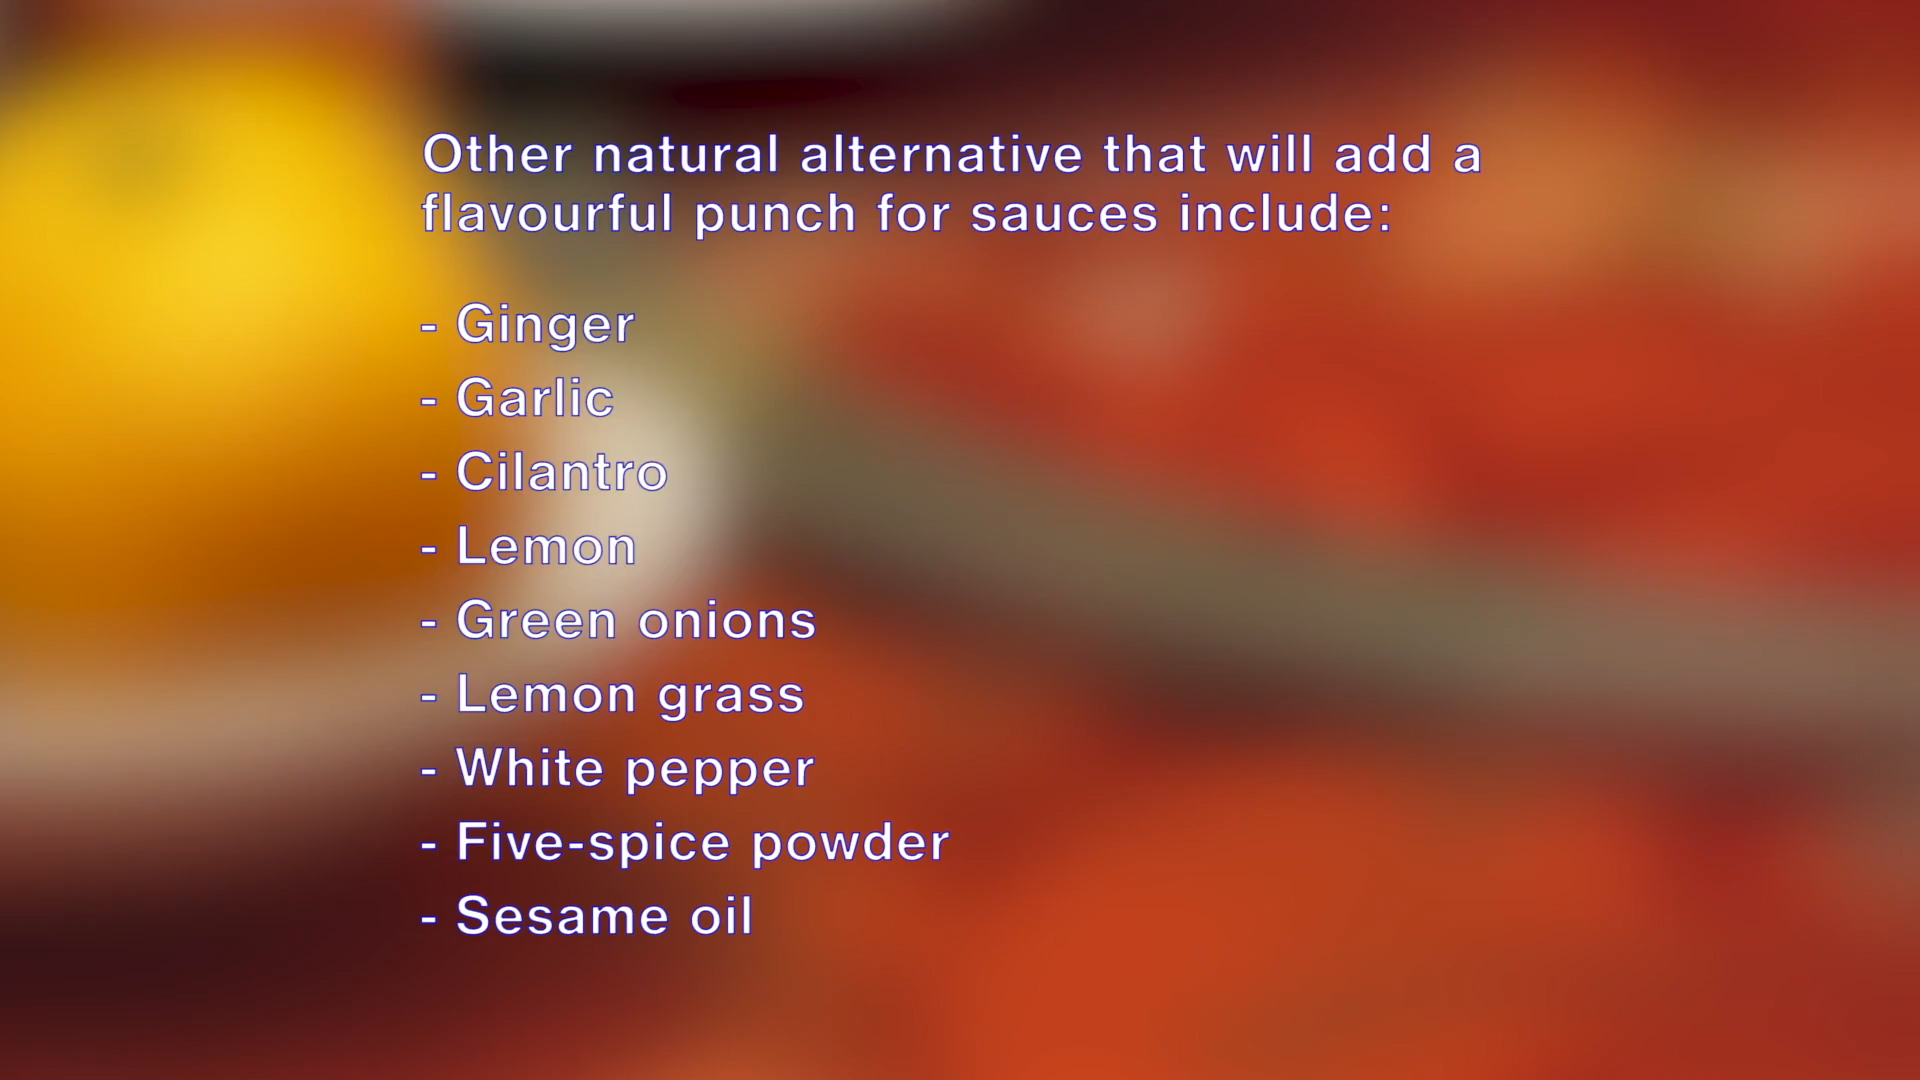 Other natural alternative that will add a
flavourful punch for sauces include:
- Ginger
- Garlic
- Cilantro
- Lemon
- Green onions
- Lemon grass
- White pepper
- Five-spice powder
- Sesame oil